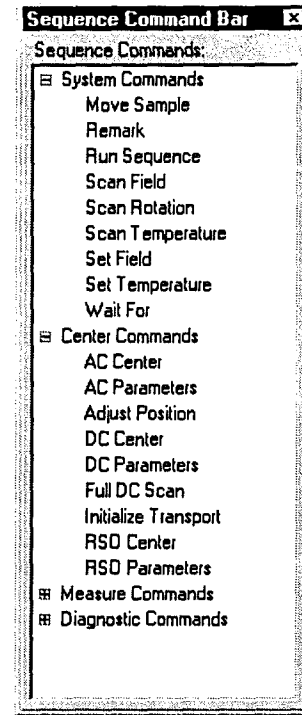 Sequence Command Bar
Sequence Commands:
System Commands
Move Sample
Remark
Run Sequence
Scan Field
Scan Rotation
Scan Temperature
Set Field
Set Temperature
Wait For
Center Commands
AC Center
AC Parameters
Adjust Position
DC Center
DC Parameters
Full DC Scan
Initialize Transport
RSO Center
RSO Parameters
Measure Commands
Diagnostic Commands